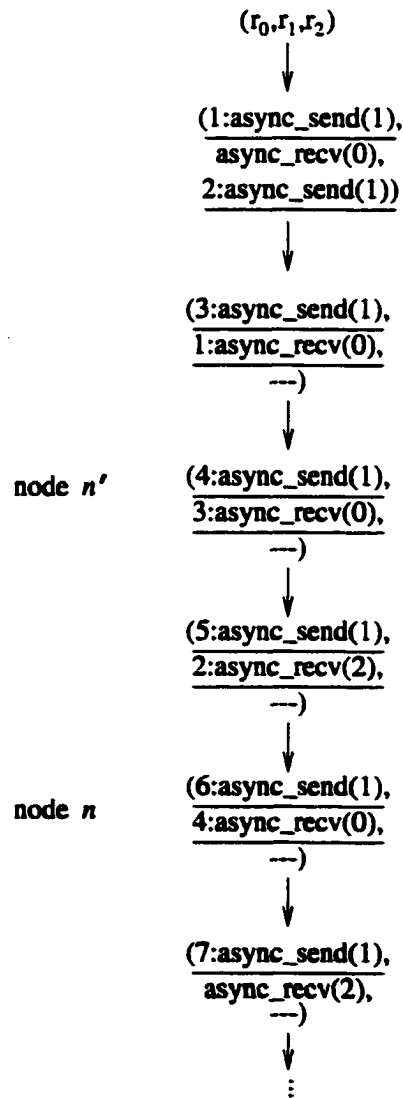 (r₀,r₁,r₂)
(1:async_send(1),
async_recv(0),
2:async_send(1))
(3:async_send(1),
1:async_recv(0),
---)
node n′ (4:async_send(1),
3:async_recv(0),
---)
(5:async_send(1),
2:async_recv(2),
---)
node n (6:async_send(1),
4:async_recv(0),
---)
(7:async_send(1),
async_recv(2),
---)
⋮